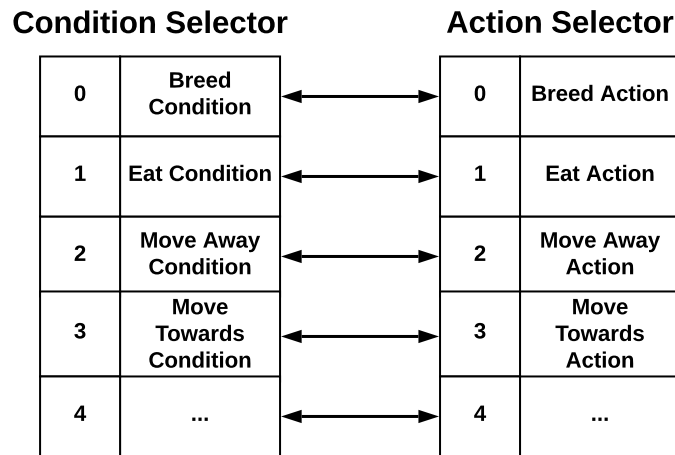 Condition Selector Action Selector
0 Breed Condition 0 Breed Action
1 Eat Condition 1 Eat Action
2 Move Away Condition 2 Move Away Action
3 Move Towards Condition 3 Move Towards Action
4 ... 4 ...